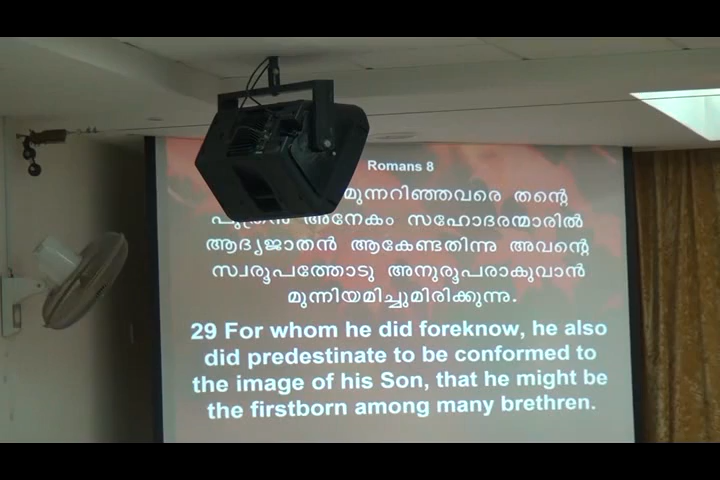 Romans 8
മുന്നറിഞ്ഞവരെ തന്റെ
അനേകം സഹോദരന്മാരിൽ
ആദ്യജാതൻ ആകേണ്ടതിന്നു അവന്റെ
സ്വരൂപത്തോടു അനുരൂപരാകുവാൻ
മുന്നിയമിച്ചുമിരിക്കുന്നു.
29 For whom he did foreknow, he also
did predestinate to be conformed to
the image of his Son, that he might be
the firstborn among many brethren.